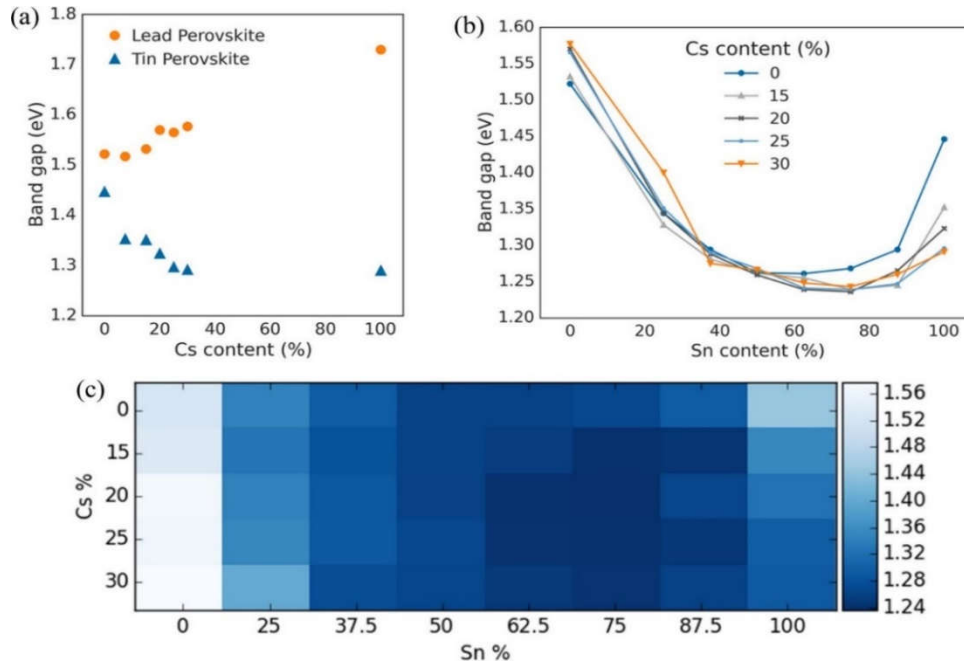 (a)
1.8
1.7
1.6
1.5
1.4
1.3
1.2
Band gap (eV)
Lead Perovskite
Tin Perovskite
0 20 40 60 80 100
Cs content (%)
(b)
1.60
1.55
1.50
1.45
1.40
1.35
1.30
1.25
1.20
Band gap (eV)
Cs content (%)
0
15
20
25
30
0 20 40 60 80 100
Sn content (%)
(c)
Cs %
0
15
20
25
30
0 25 37.5 50 62.5 75 87.5 100
Sn %
1.56
1.52
1.48
1.44
1.40
1.36
1.32
1.28
1.24